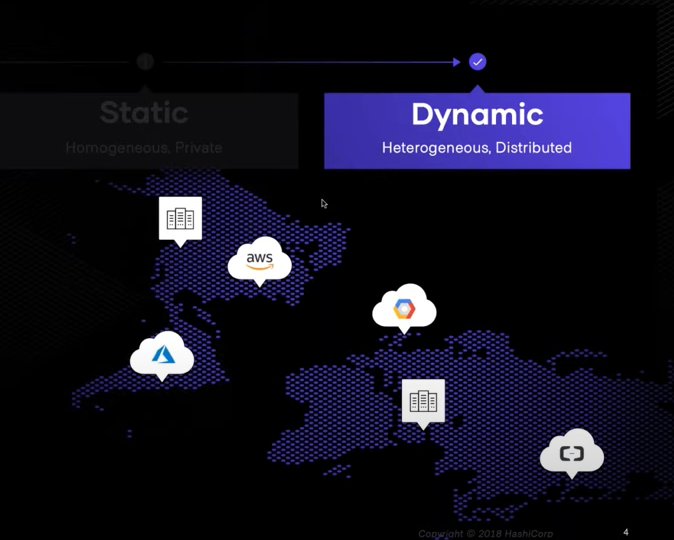 Static
Homogeneous, Private
Dynamic
Heterogeneous, Distributed
aws
Copyright © 2018 HashiCorp
4